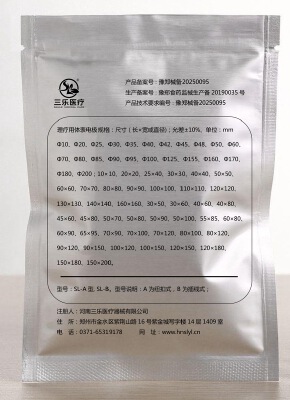 三乐医疗
产品备案号：豫郑械备20250095
生产备案号：豫郑食药监械生产备 20190035 号
产品技术要求编号：豫郑械备20250095
理疗用体表电极规格：尺寸（长×宽或直径）；允差±10%、单位：mm
Φ10、Φ20、Φ25、Φ30、Φ35、Φ40、Φ42、Φ45、Φ48、Φ50、Φ60、
Φ70、Φ80、Φ85、Φ90、Φ95、Φ100、Φ125、Φ155、Φ160、Φ170、
Φ180、Φ200；10×10、20×20、25×40、30×30、40×40、50×50、
60×60、70×70、80×80、90×90、100×100、110×110、120×120、
130×130、140×140、160×160、30×50、30×60、40×60、40×80、
45×60、45×80、50×70、50×80、50×90、50×100、55×85、60×80、
60×90、65×95、70×90、70×100、70×120、80×100、80×120、
90×120、90×150、100×120、100×150、120×150、120×180、
150×180、150×200。
型号：SL-A 型, SL-B。型号说明：A 为纽扣式，B 为插线式；
注册人：河南三乐医疗器械有限公司
住 所：郑州市金水区紫荆山路 16 号紫金城写字楼 14 层 1409 室
电 话：0371-65319178 网 址：www.hnslyl.cn